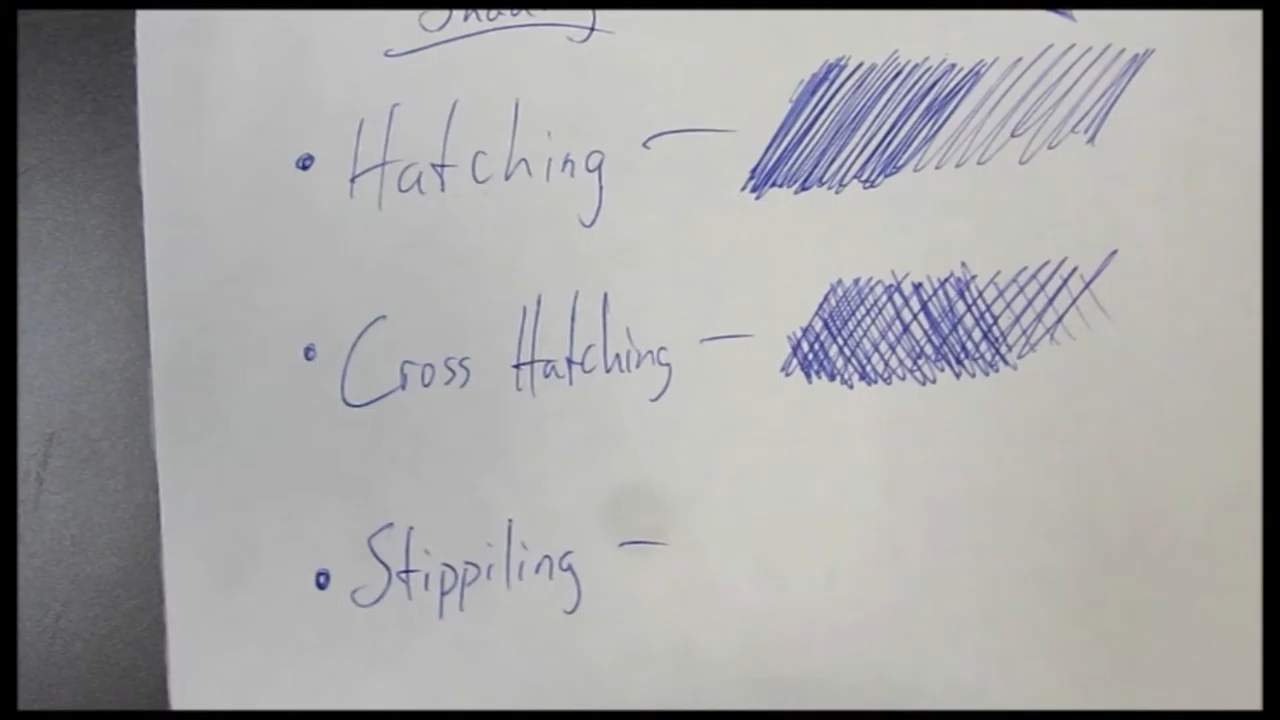 • Hatching —
• Cross Hatching —
• Stippiling —